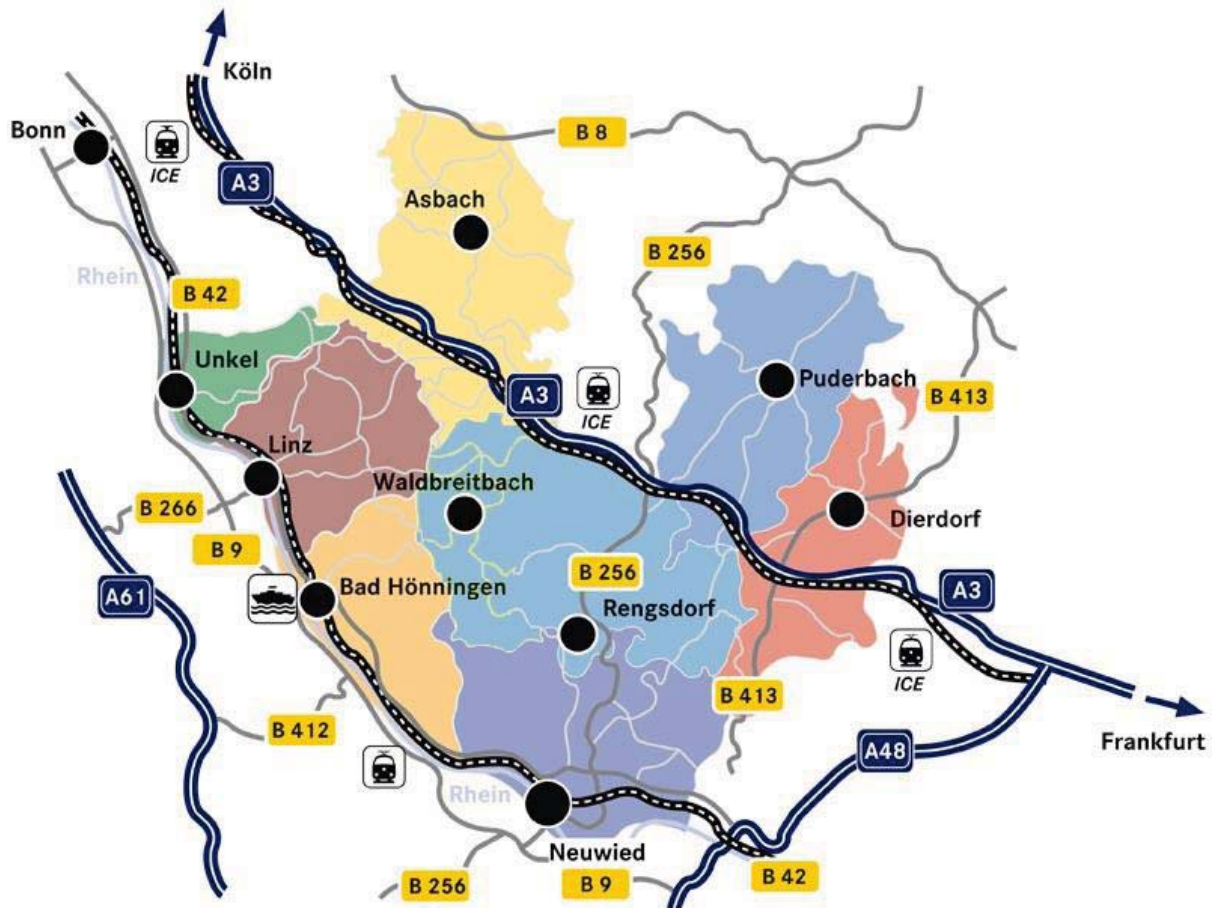 Köln
Bonn
ICE
A3
B 8
Asbach
Rhein
B 42
B 256
Unkel
A3
ICE
Puderbach
B 413
Linz
Waldbreitbach
B 266
Dierdorf
B 9
B 256
A61
Bad Hönningen
A3
Rengsdorf
ICE
B 413
B 412
Frankfurt
A48
Rhein
Neuwied
B 256
B 9
B 42